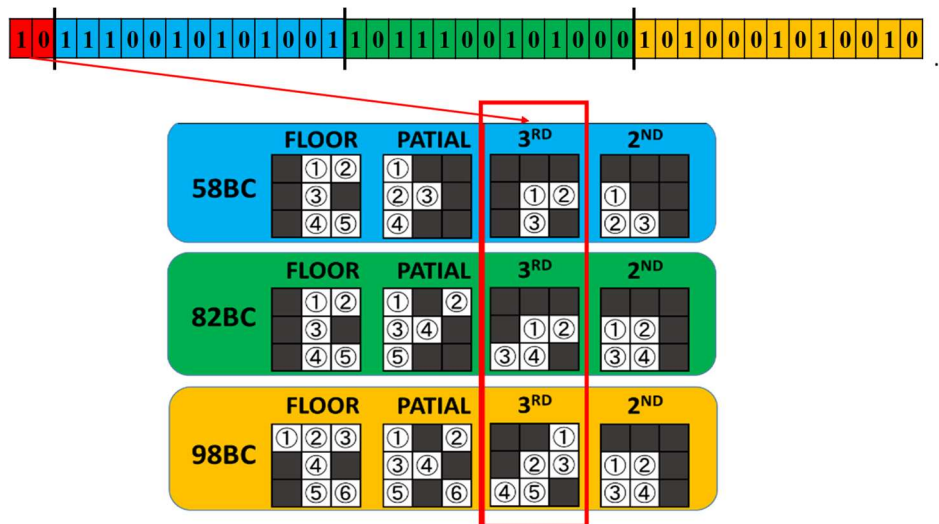 1 0 1 1 1 0 0 1 0 1 0 1 0 0 1 1 0 1 1 1 0 0 1 0 1 0 0 0 1 0 1 0 0 0 1 0 1 0 0 1 0 .
FLOOR PATIAL 3RD 2ND
① ② ①
58BC ③ ② ③ ① ② ①
④ ⑤ ④ ③ ② ③
FLOOR PATIAL 3RD 2ND
① ② ① ②
82BC ③ ③ ④ ① ② ① ②
④ ⑤ ⑤ ③ ④ ③ ④
FLOOR PATIAL 3RD 2ND
① ② ③ ① ② ①
98BC ④ ③ ④ ② ③ ① ②
⑤ ⑥ ⑤ ⑥ ④ ⑤ ③ ④